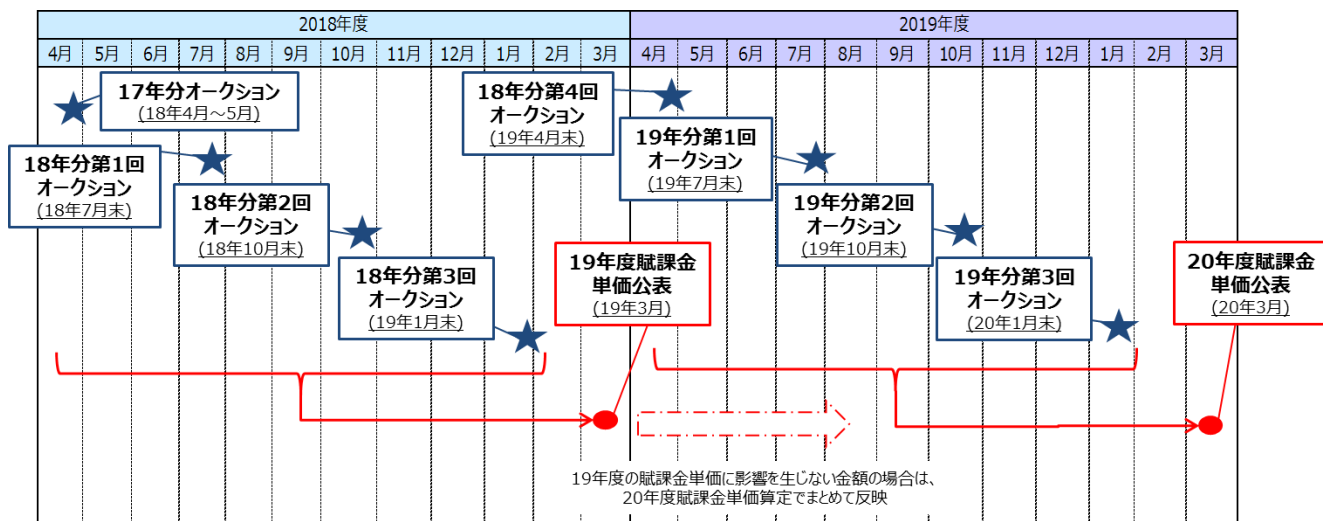 2018年度
2019年度
4月 5月 6月 7月 8月 9月 10月 11月 12月 1月 2月 3月 4月 5月 6月 7月 8月 9月 10月 11月 12月 1月 2月 3月
17年分オークション
(18年4月～5月)
18年分第1回
オークション
(18年7月末)
18年分第2回
オークション
(18年10月末)
18年分第3回
オークション
(19年1月末)
18年分第4回
オークション
(19年4月末)
19年分第1回
オークション
(19年7月末)
19年分第2回
オークション
(19年10月末)
19年分第3回
オークション
(20年1月末)
19年度賦課金
単価公表
(19年3月)
20年度賦課金
単価公表
(20年3月)
19年度の賦課金単価に影響を生じない金額の場合は、
20年度賦課金単価算定でまとめて反映